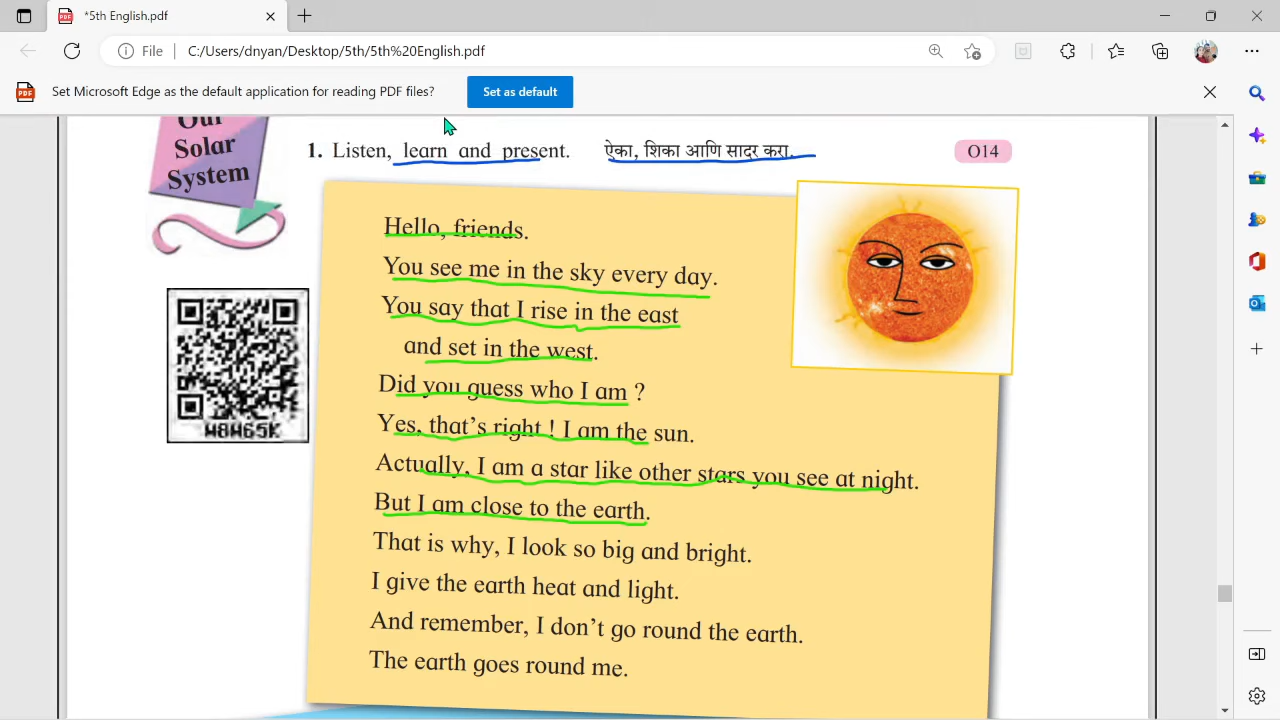 *5th English.pdf
File
C:/Users/dnyan/Desktop/5th/5th%20English.pdf
Set Microsoft Edge as the default application for reading PDF files?
Set as default
Our
Solar
System
1. Listen, learn and present.
ऐका, शिका आणि सादर करा.
O14
Hello, friends.
You see me in the sky every day.
You say that I rise in the east
and set in the west.
Did you guess who I am ?
Yes, that's right ! I am the sun.
Actually, I am a star like other stars you see at night.
But I am close to the earth.
That is why, I look so big and bright.
I give the earth heat and light.
And remember, I don't go round the earth.
The earth goes round me.
W8W65K